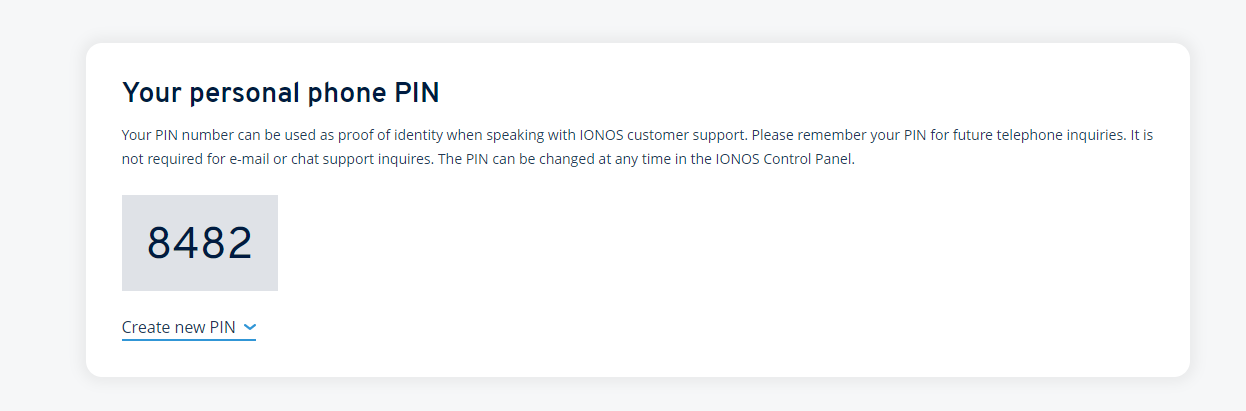 Your personal phone PIN
Your PIN number can be used as proof of identity when speaking with IONOS customer support. Please remember your PIN for future telephone inquiries. It is
not required for e-mail or chat support inquires. The PIN can be changed at any time in the IONOS Control Panel.
8482
Create new PIN